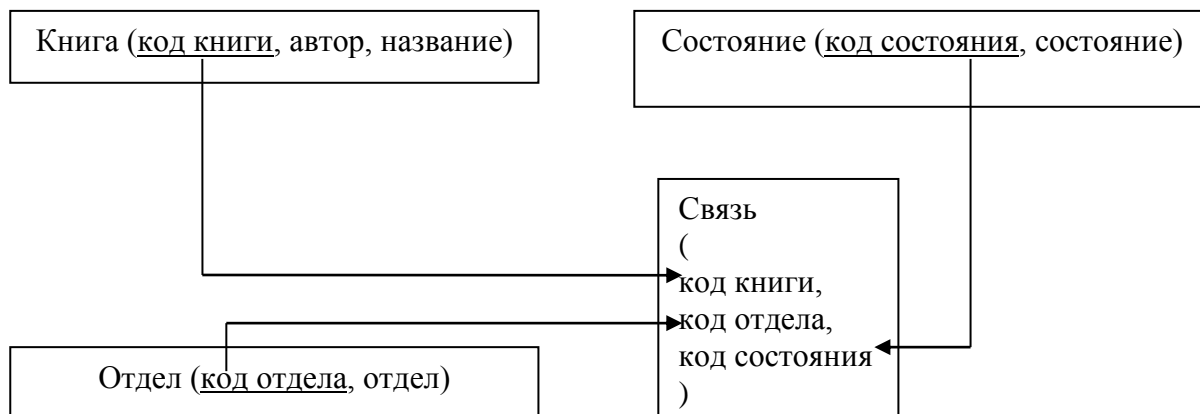 Книга (код книги, автор, название)
Состояние (код состояния, состояние)
Связь
(
код книги,
код отдела,
код состояния
)
Отдел (код отдела, отдел)